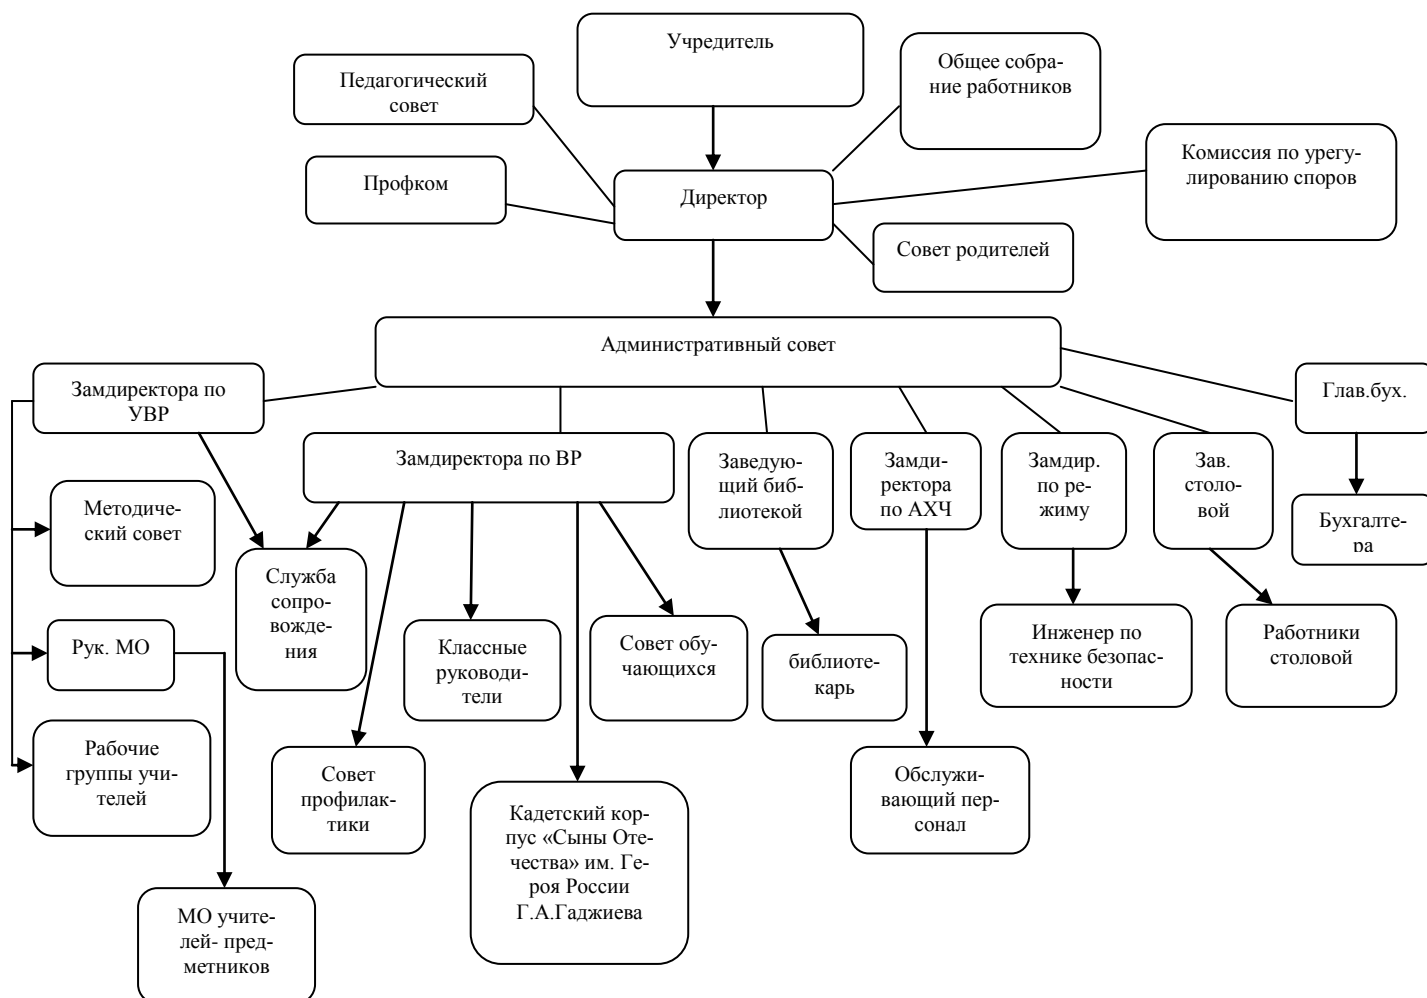 Учредитель
Общее собра-
ние работников
Педагогический
совет
Комиссия по урегу-
лированию споров
Профком
Директор
Совет родителей
Административный совет
Замдиректора по
УВР
Глав.бух.
Замдиректора по ВР
Заведую-
щий биб-
лиотекой
Замди-
ректора
по АХЧ
Замдир.
по ре-
жиму
Зав.
столо-
вой
Методиче-
ский совет
Бухгалте-
ра
Служба
сопро-
вожде-
ния
Рук. МО
Классные
руководи-
тели
Совет обу-
чающихся
библиоте-
карь
Инженер по
технике безопас-
ности
Работники
столовой
Рабочие
группы учи-
телей
Совет
профилак-
тики
Кадетский кор-
пус «Сыны Оте-
чества» им. Ге-
роя России
Г.А.Гаджиева
Обслужи-
вающий пер-
сонал
МО учите-
лей- пред-
метников